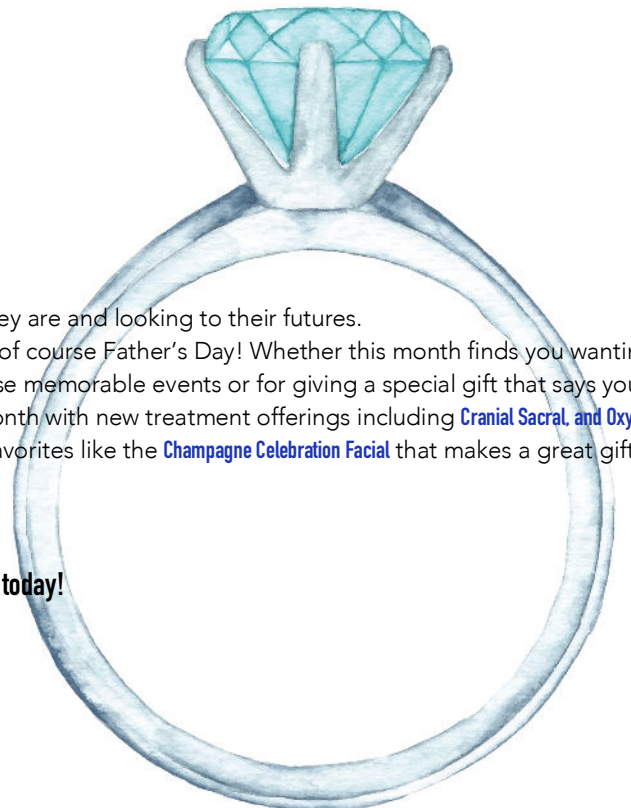 ey are and looking to their futures.
of course Father’s Day! Whether this month finds you wantin
se memorable events or for giving a special gift that says you
onth with new treatment offerings including Cranial Sacral, and Oxy
avorites like the Champagne Celebration Facial that makes a great gift
today!